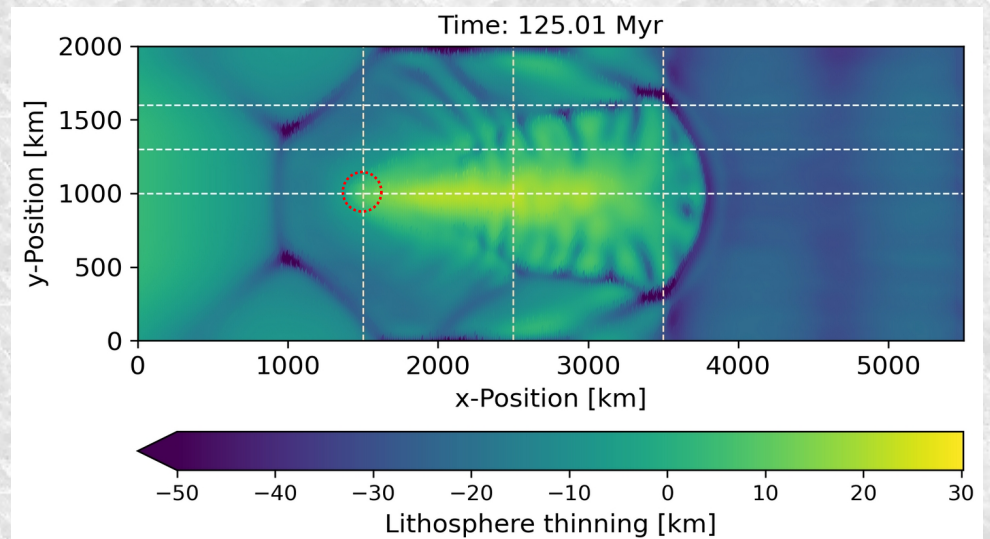 Time: 125.01 Myr
2000
1500
1000
500
0
y-Position [km]
0 1000 2000 3000 4000 5000
x-Position [km]
−50 −40 −30 −20 −10 0 10 20 30
Lithosphere thinning [km]